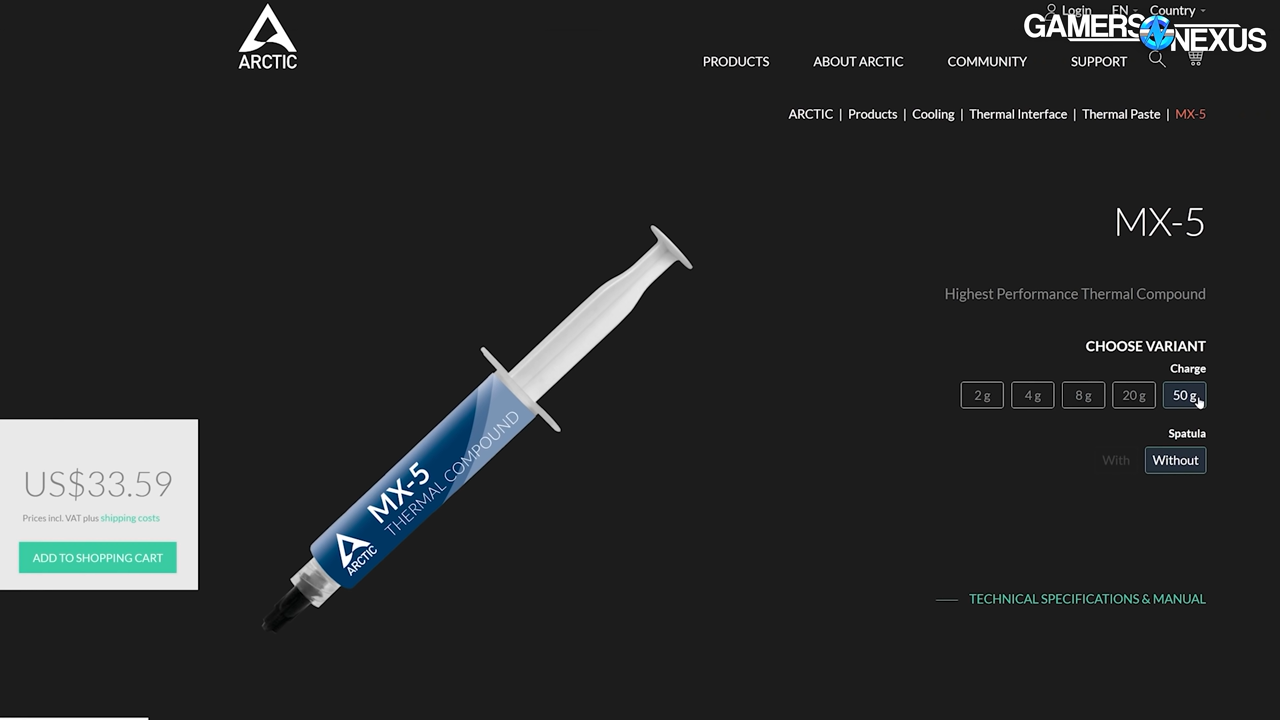 Login
EN
Country
GAMERS NEXUS
ARCTIC
PRODUCTS
ABOUT ARCTIC
COMMUNITY
SUPPORT
ARCTIC | Products | Cooling | Thermal Interface | Thermal Paste | MX-5
MX-5
Highest Performance Thermal Compound
CHOOSE VARIANT
Charge
2 g
4 g
8 g
20 g
50 g
Spatula
With
Without
MX-5
THERMAL COMPOUND
ARCTIC
US$33.59
Prices incl. VAT plus shipping costs
ADD TO SHOPPING CART
TECHNICAL SPECIFICATIONS & MANUAL